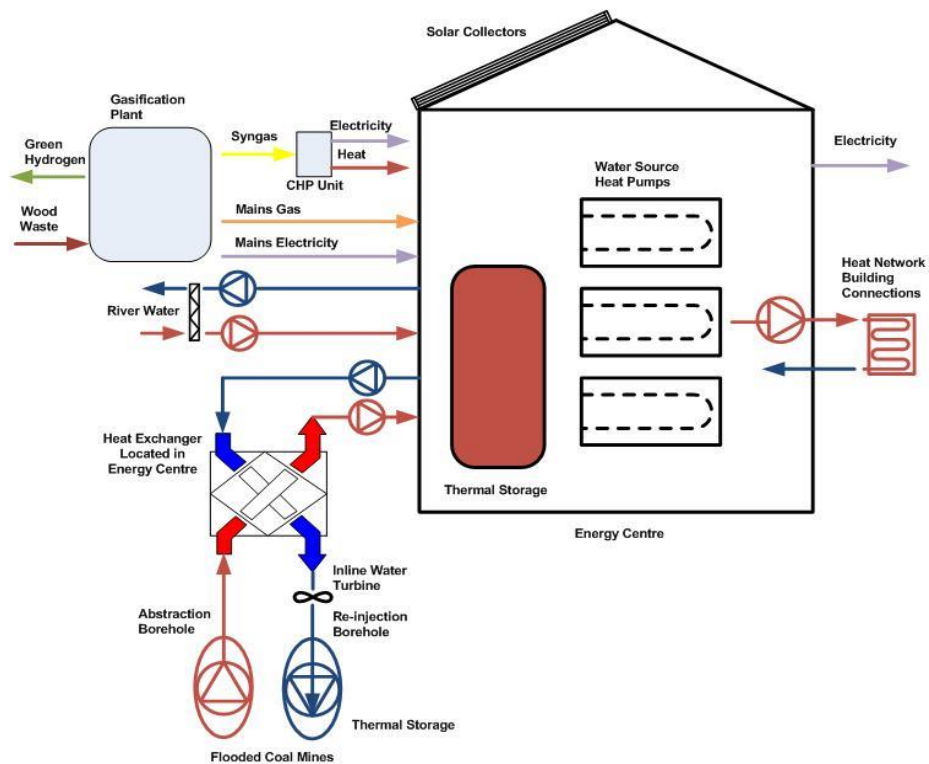 Solar Collectors
Gasification
Plant
Green
Hydrogen
Syngas
Electricity
Heat
CHP Unit
Wood
Waste
Mains Gas
Mains Electricity
River Water
Water Source
Heat Pumps
Electricity
Heat Network
Building
Connections
Heat Exchanger
Located in
Energy Centre
Thermal Storage
Energy Centre
Inline Water
Turbine
Abstraction
Borehole
Re-injection
Borehole
Thermal Storage
Flooded Coal Mines